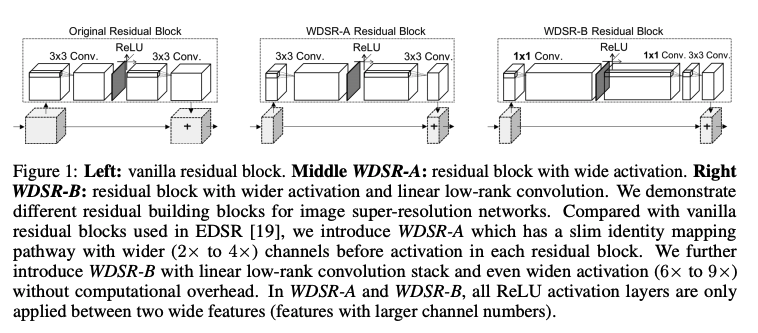 Original Residual Block
WDSR-A Residual Block
WDSR-B Residual Block
3x3 Conv. ReLU 3x3 Conv.
3x3 Conv. ReLU 3x3 Conv.
1x1 Conv. ReLU 1x1 Conv. 3x3 Conv.
+
+
+
Figure 1: Left: vanilla residual block. Middle WDSR-A: residual block with wide activation. Right
WDSR-B: residual block with wider activation and linear low-rank convolution. We demonstrate
different residual building blocks for image super-resolution networks. Compared with vanilla
residual blocks used in EDSR [19], we introduce WDSR-A which has a slim identity mapping
pathway with wider (2× to 4×) channels before activation in each residual block. We further
introduce WDSR-B with linear low-rank convolution stack and even widen activation (6× to 9×)
without computational overhead. In WDSR-A and WDSR-B, all ReLU activation layers are only
applied between two wide features (features with larger channel numbers).